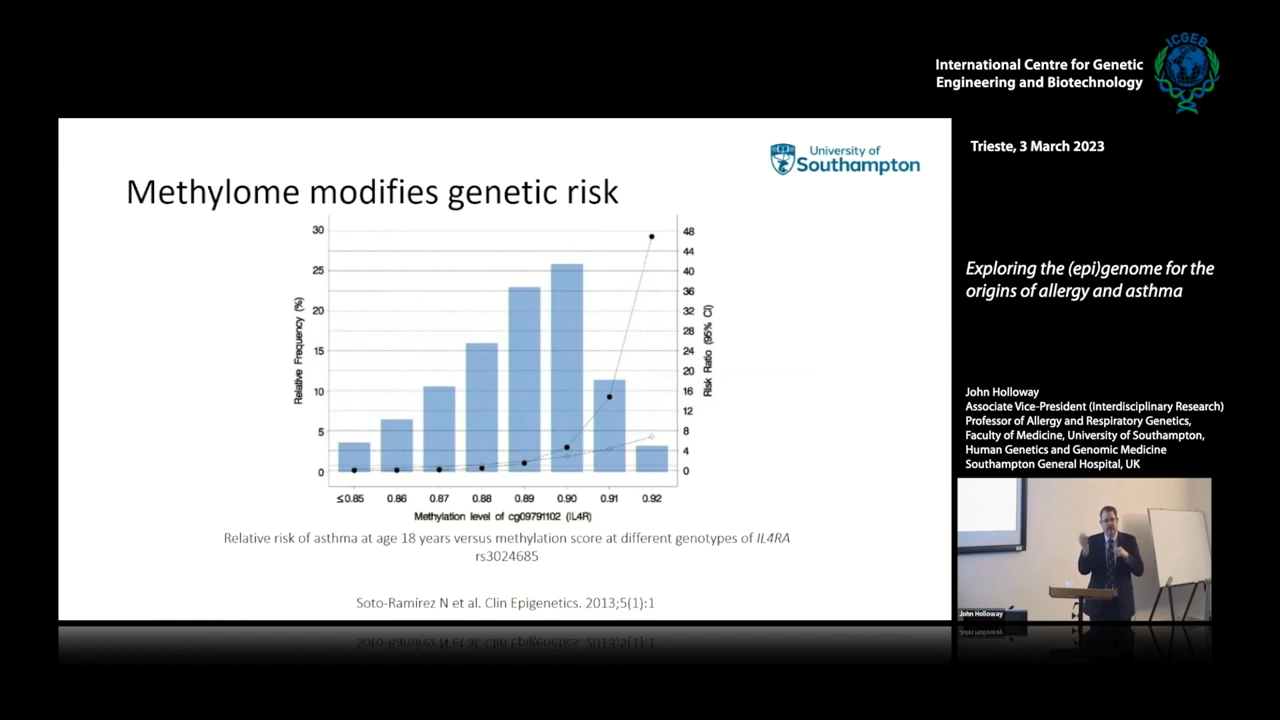 ICGEB
International Centre for Genetic
Engineering and Biotechnology
Trieste, 3 March 2023
University of
Southampton
Methylome modifies genetic risk
30
25
20
15
10
5
0
Relative Frequency (%)
48
44
40
36
32
28
24
20
16
12
8
4
0
Risk Ratio (95% CI)
≤0.85 0.86 0.87 0.88 0.89 0.90 0.91 0.92
Methylation level of cg09791102 (IL4R)
Relative risk of asthma at age 18 years versus methylation score at different genotypes of IL4RA
rs3024685
Soto-Ramírez N et al. Clin Epigenetics. 2013;5(1):1
Exploring the (epi)genome for the
origins of allergy and asthma
John Holloway
Associate Vice-President (Interdisciplinary Research)
Professor of Allergy and Respiratory Genetics,
Faculty of Medicine, University of Southampton,
Human Genetics and Genomic Medicine
Southampton General Hospital, UK
John Holloway